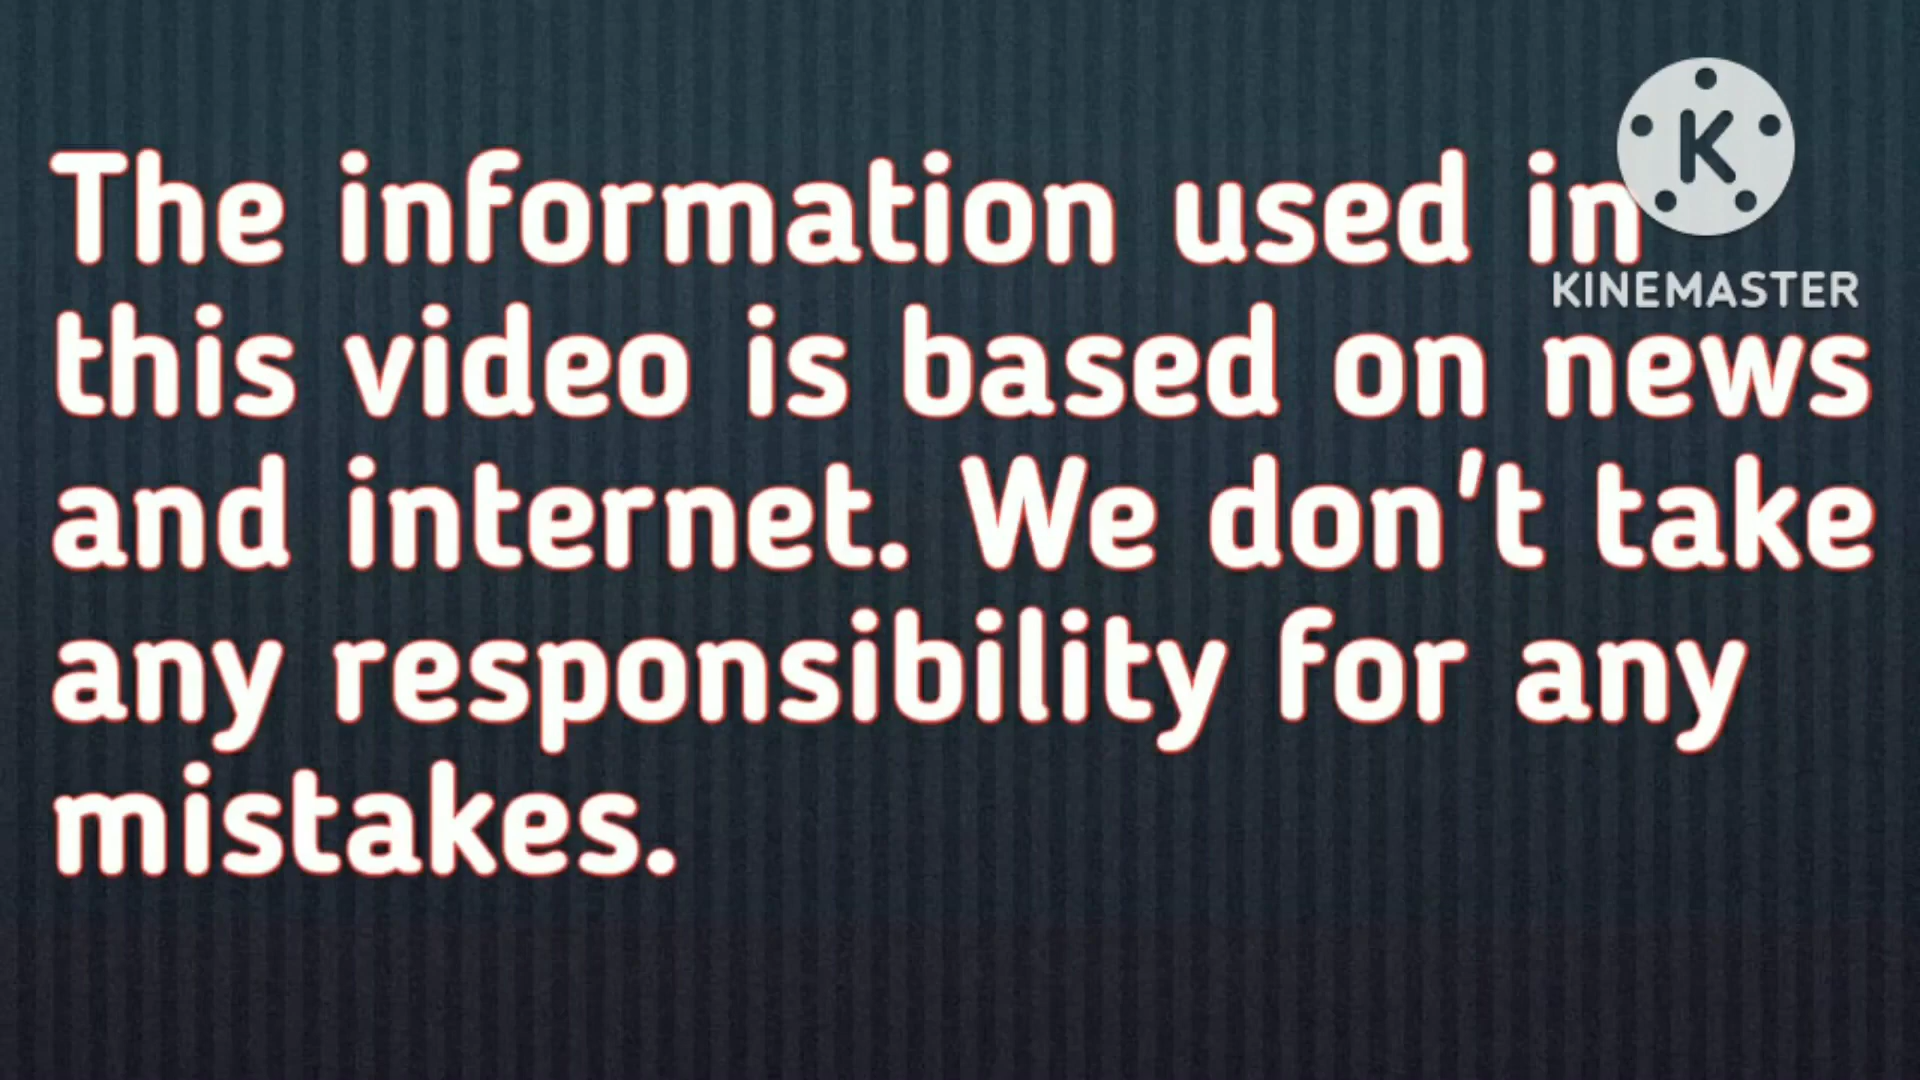 The information used in
K
KINEMASTER
this video is based on news
and internet. We don't take
any responsibility for any
mistakes.